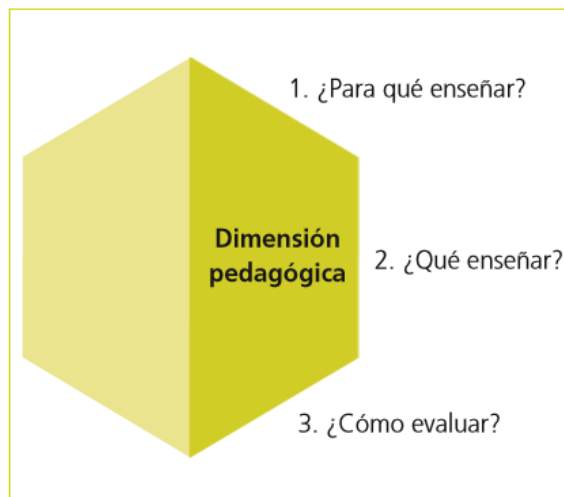 1. ¿Para qué enseñar?
Dimensión
pedagógica
2. ¿Qué enseñar?
3. ¿Cómo evaluar?